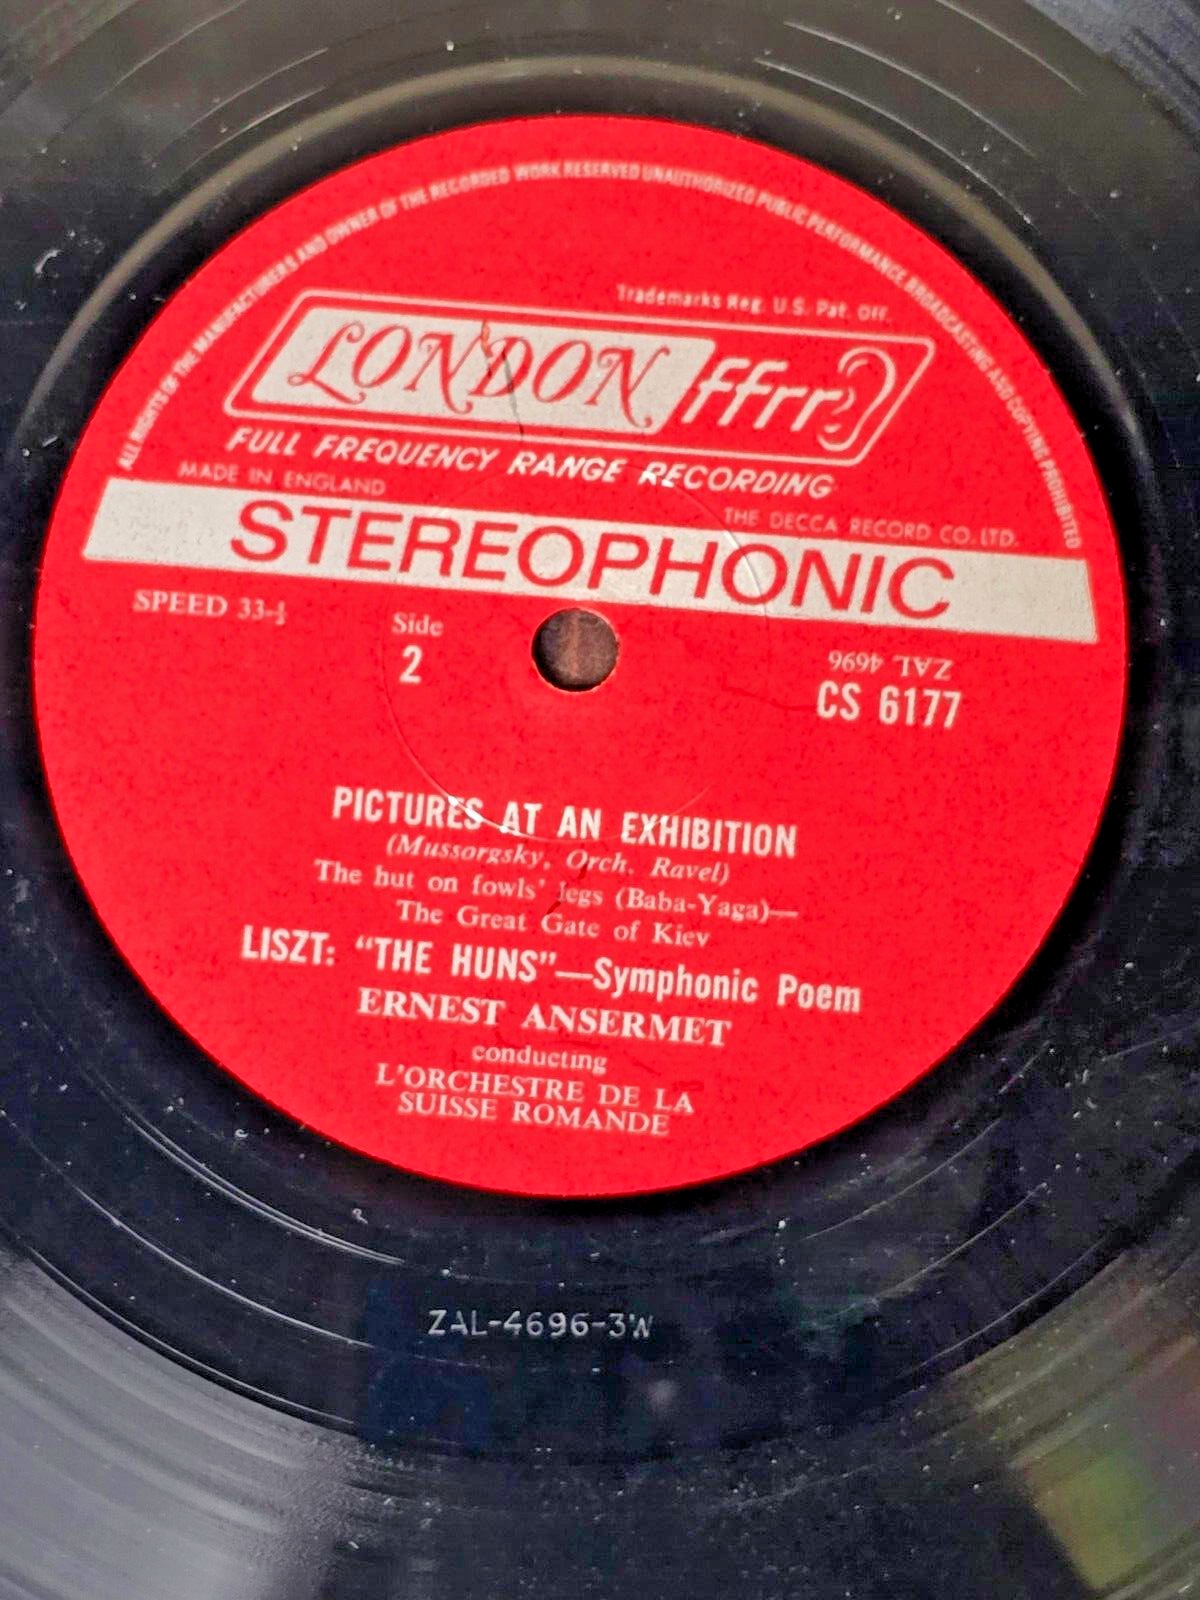 ALL RIGHTS OF THE MANUFACTURERS AND OWNER OF THE RECORDED WORK RESERVED UNAUTHORIZED PUBLIC PERFORMANCE BROADCASTING AND COPYING PROHIBITED
Trademarks Reg. U.S. Pat. Off.
LONDON ffrr
FULL FREQUENCY RANGE RECORDING
MADE IN ENGLAND
THE DECCA RECORD CO. LTD.
STEREOPHONIC
SPEED 33-⅓
Side
2
ZAL 4696
CS 6177
PICTURES AT AN EXHIBITION
(Mussorgsky, Orch. Ravel)
The hut on fowls' legs (Baba-Yaga)—
The Great Gate of Kiev
LISZT: "THE HUNS"—Symphonic Poem
ERNEST ANSERMET
conducting
L'ORCHESTRE DE LA
SUISSE ROMANDE
ZAL-4696-3W